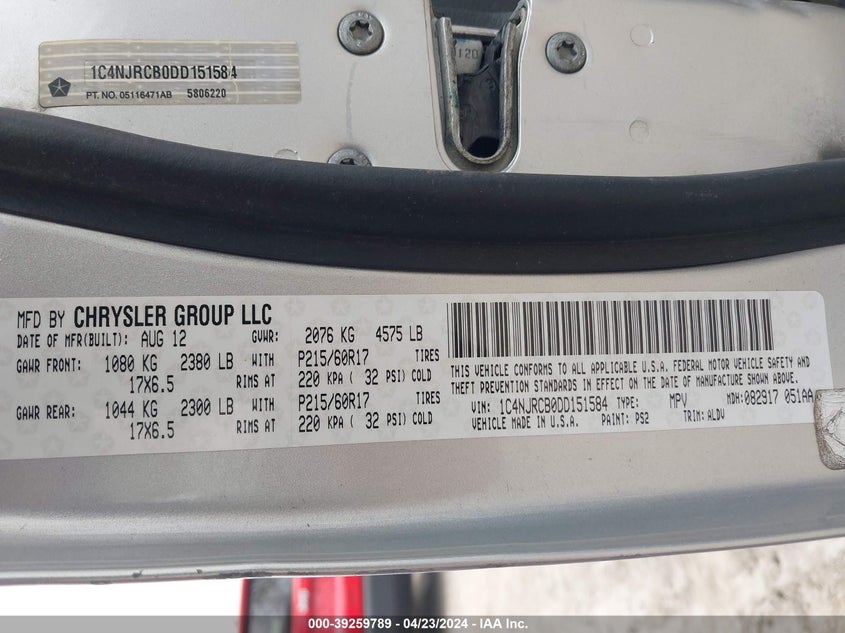 1C4NJRCB0DD151584
PT. NO. 05116471AB 5806220
120
MFD BY CHRYSLER GROUP LLC
DATE OF MFR(BUILT): AUG 12 GVWR: 2076 KG 4575 LB
GAWR FRONT: 1080 KG 2380 LB WITH P215/60R17 TIRES
17X6.5 RIMS AT 220 KPA ( 32 PSI) COLD
GAWR REAR: 1044 KG 2300 LB WITH P215/60R17 TIRES
17X6.5 RIMS AT 220 KPA ( 32 PSI) COLD
THIS VEHICLE CONFORMS TO ALL APPLICABLE U.S.A. FEDERAL MOTOR VEHICLE SAFETY AND
THEFT PREVENTION STANDARDS IN EFFECT ON THE DATE OF MANUFACTURE SHOWN ABOVE.
VIN: 1C4NJRCB0DD151584 TYPE: MPV MDH:082917 051AA
VEHICLE MADE IN U.S.A. PAINT: PS2 TRIM: ALDV
000-39259789 - 04/23/2024 - IAA Inc.